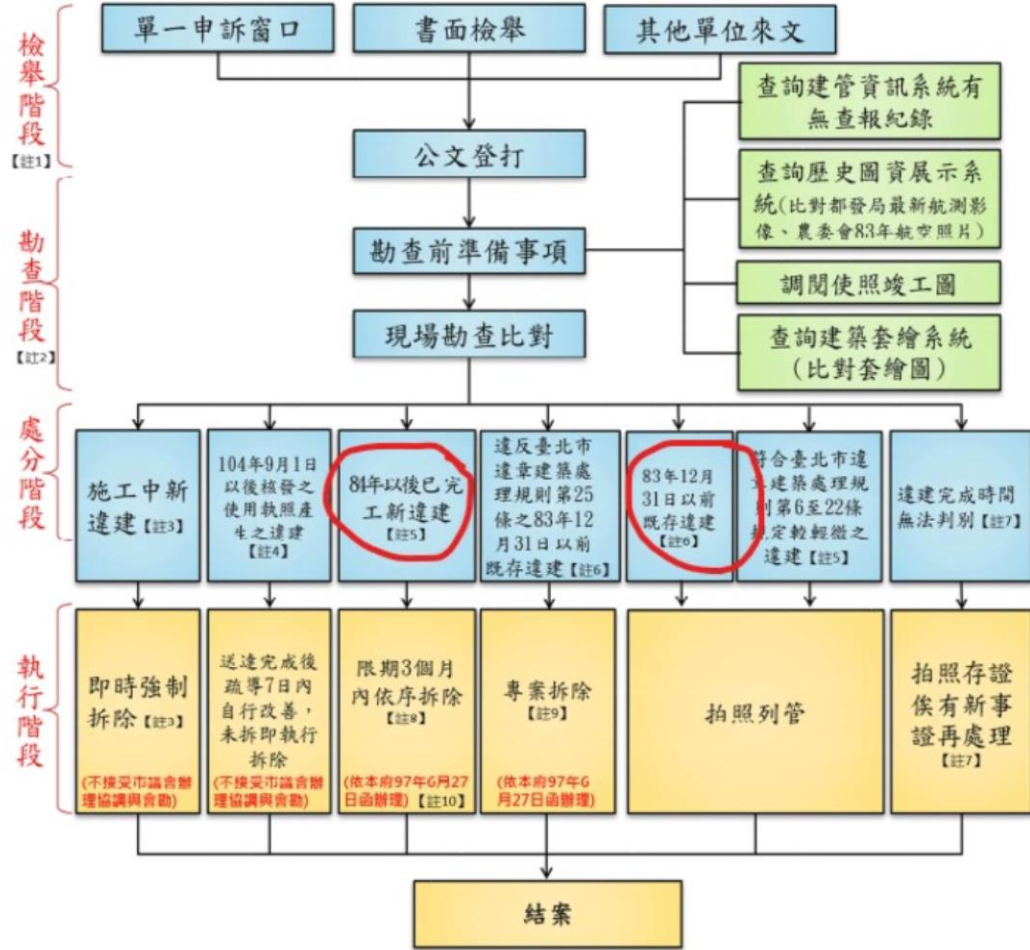 檢舉階段
【註1】
單一申訴窗口
書面檢舉
其他單位來文
公文登打
勘查階段
【註2】
勘查前準備事項
現場勘查比對
查詢建管資訊系統有
無查報紀錄
查詢歷史圖資展示系
統(比對都發局最新航測影
像、農委會83年航空照片)
調閱使照竣工圖
查詢建築套繪系統
(比對套繪圖)
處分階段
施工中新
違建【註3】
104年9月1日
以後核發之
使用執照產
生之違建
【註4】
84年以後已完
工新違建
【註5】
違反臺北市
違章建築處
理規則第25
條之83年12
月31日以前
既存違建【註6】
83年12月
31日以前
既存違建
【註6】
符合臺北市違
章建築處理規
則第6至22條
規定較輕微之
違建【註5】
違建完成時間
無法判別【註7】
執行階段
即時強制
拆除【註3】
(不接受市議會辦
理協調與會勘)
送達完成後
疏導7日內
自行改善，
未拆即執行
拆除
(不接受市議會辦
理協調與會勘)
限期3個月
內依序拆除
【註8】
(依本府97年6月27
日函辦理)【註10】
專案拆除
【註9】
(依本府97年6
月27日函辦理)
拍照列管
拍照存證
俟有新事
證再處理
【註7】
結案